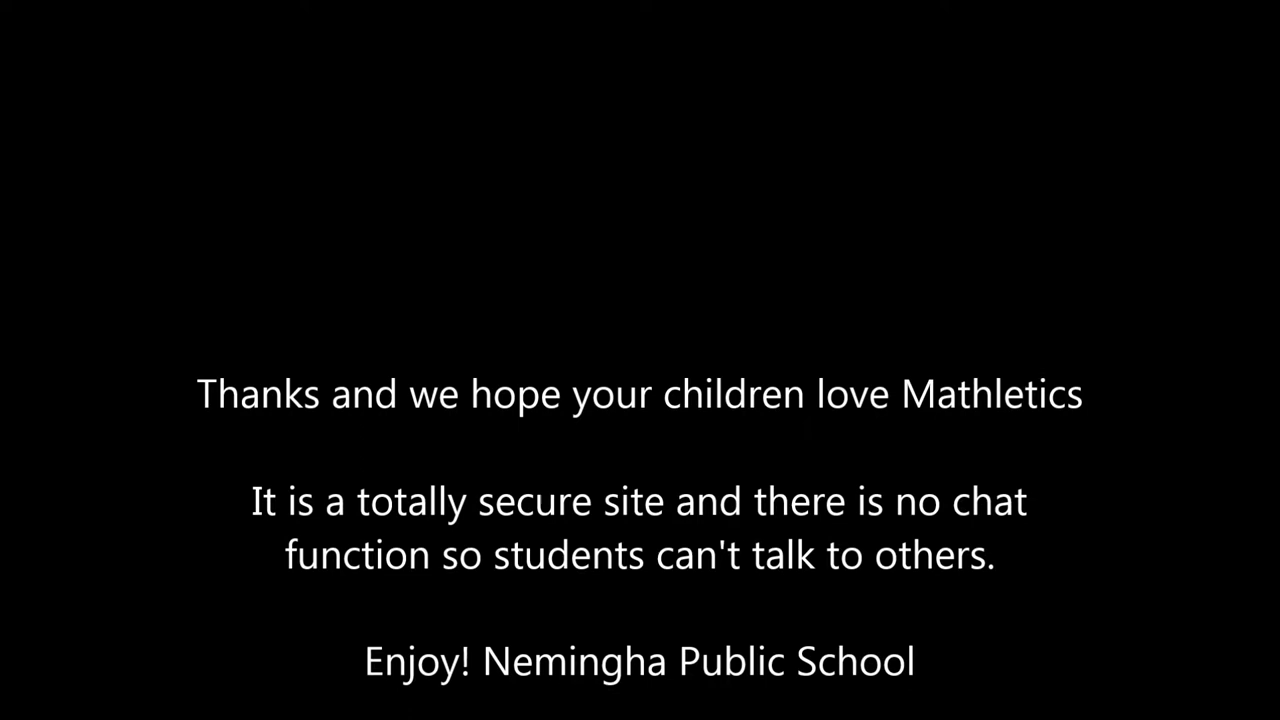 Thanks and we hope your children love Mathletics
It is a totally secure site and there is no chat
function so students can't talk to others.
Enjoy! Nemingha Public School